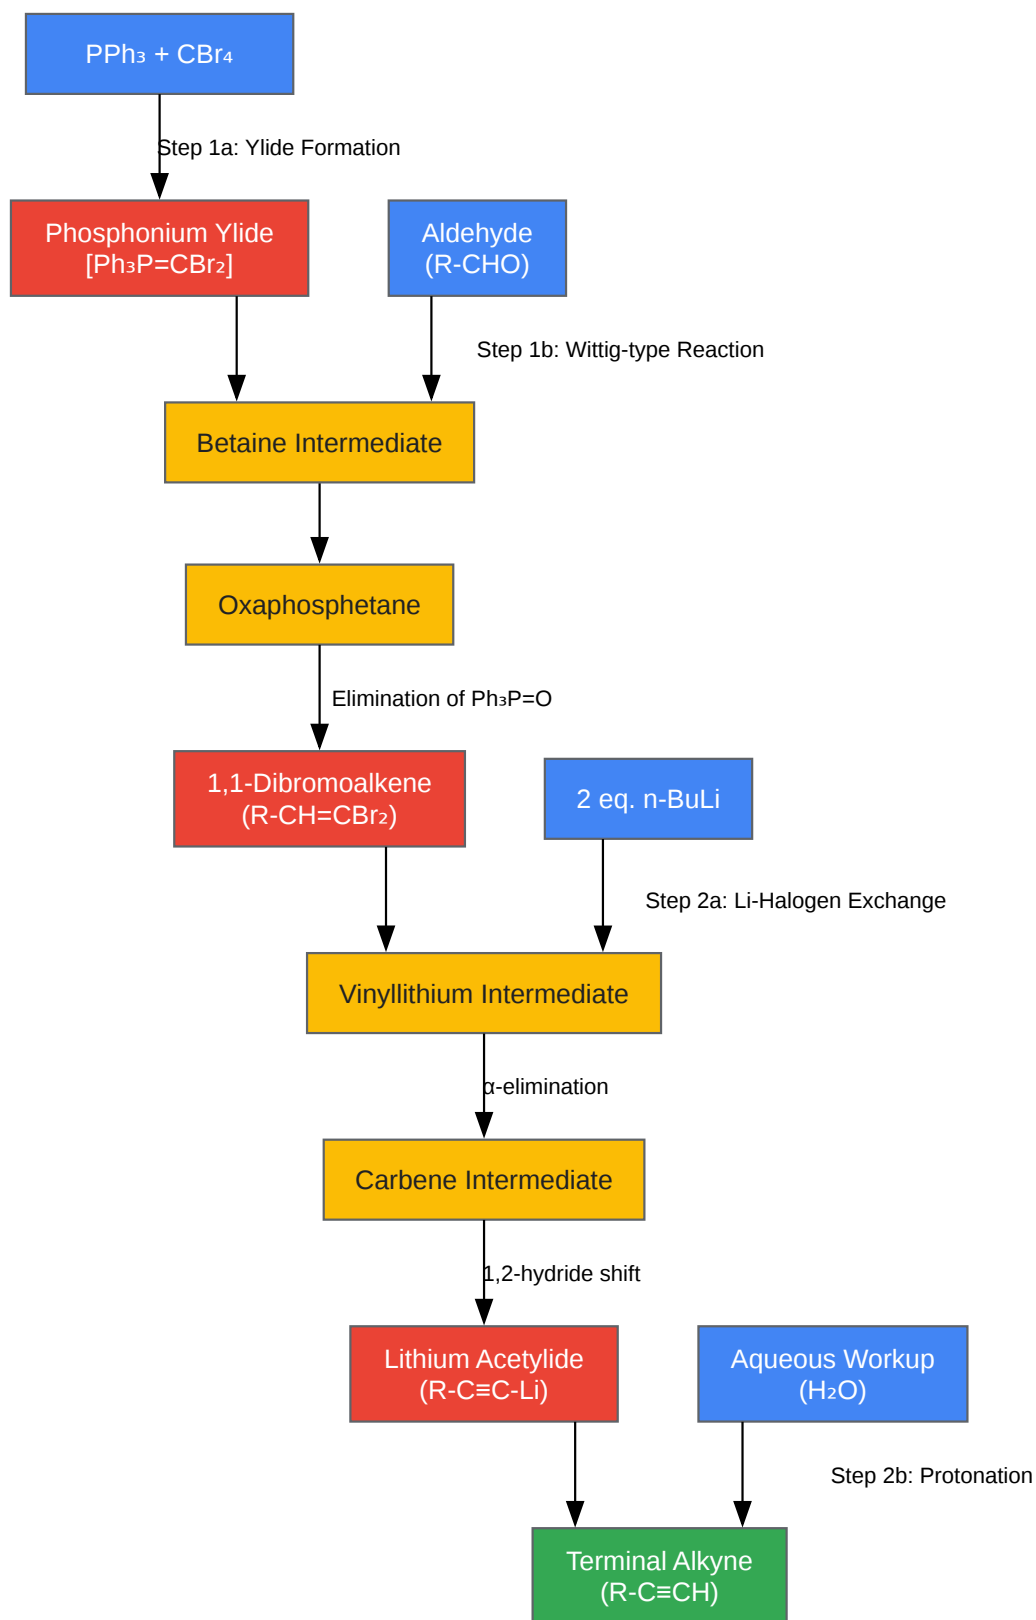 PPh₃ + CBr₄
Step 1a: Ylide Formation
Phosphonium Ylide
[Ph₃P=CBr₂]
Aldehyde
(R-CHO)
Step 1b: Wittig-type Reaction
Betaine Intermediate
Oxaphosphetane
Elimination of Ph₃P=O
1,1-Dibromoalkene
(R-CH=CBr₂)
2 eq. n-BuLi
Step 2a: Li-Halogen Exchange
Vinyllithium Intermediate
α-elimination
Carbene Intermediate
1,2-hydride shift
Lithium Acetylide
(R-C≡C-Li)
Aqueous Workup
(H₂O)
Step 2b: Protonation
Terminal Alkyne
(R-C≡CH)